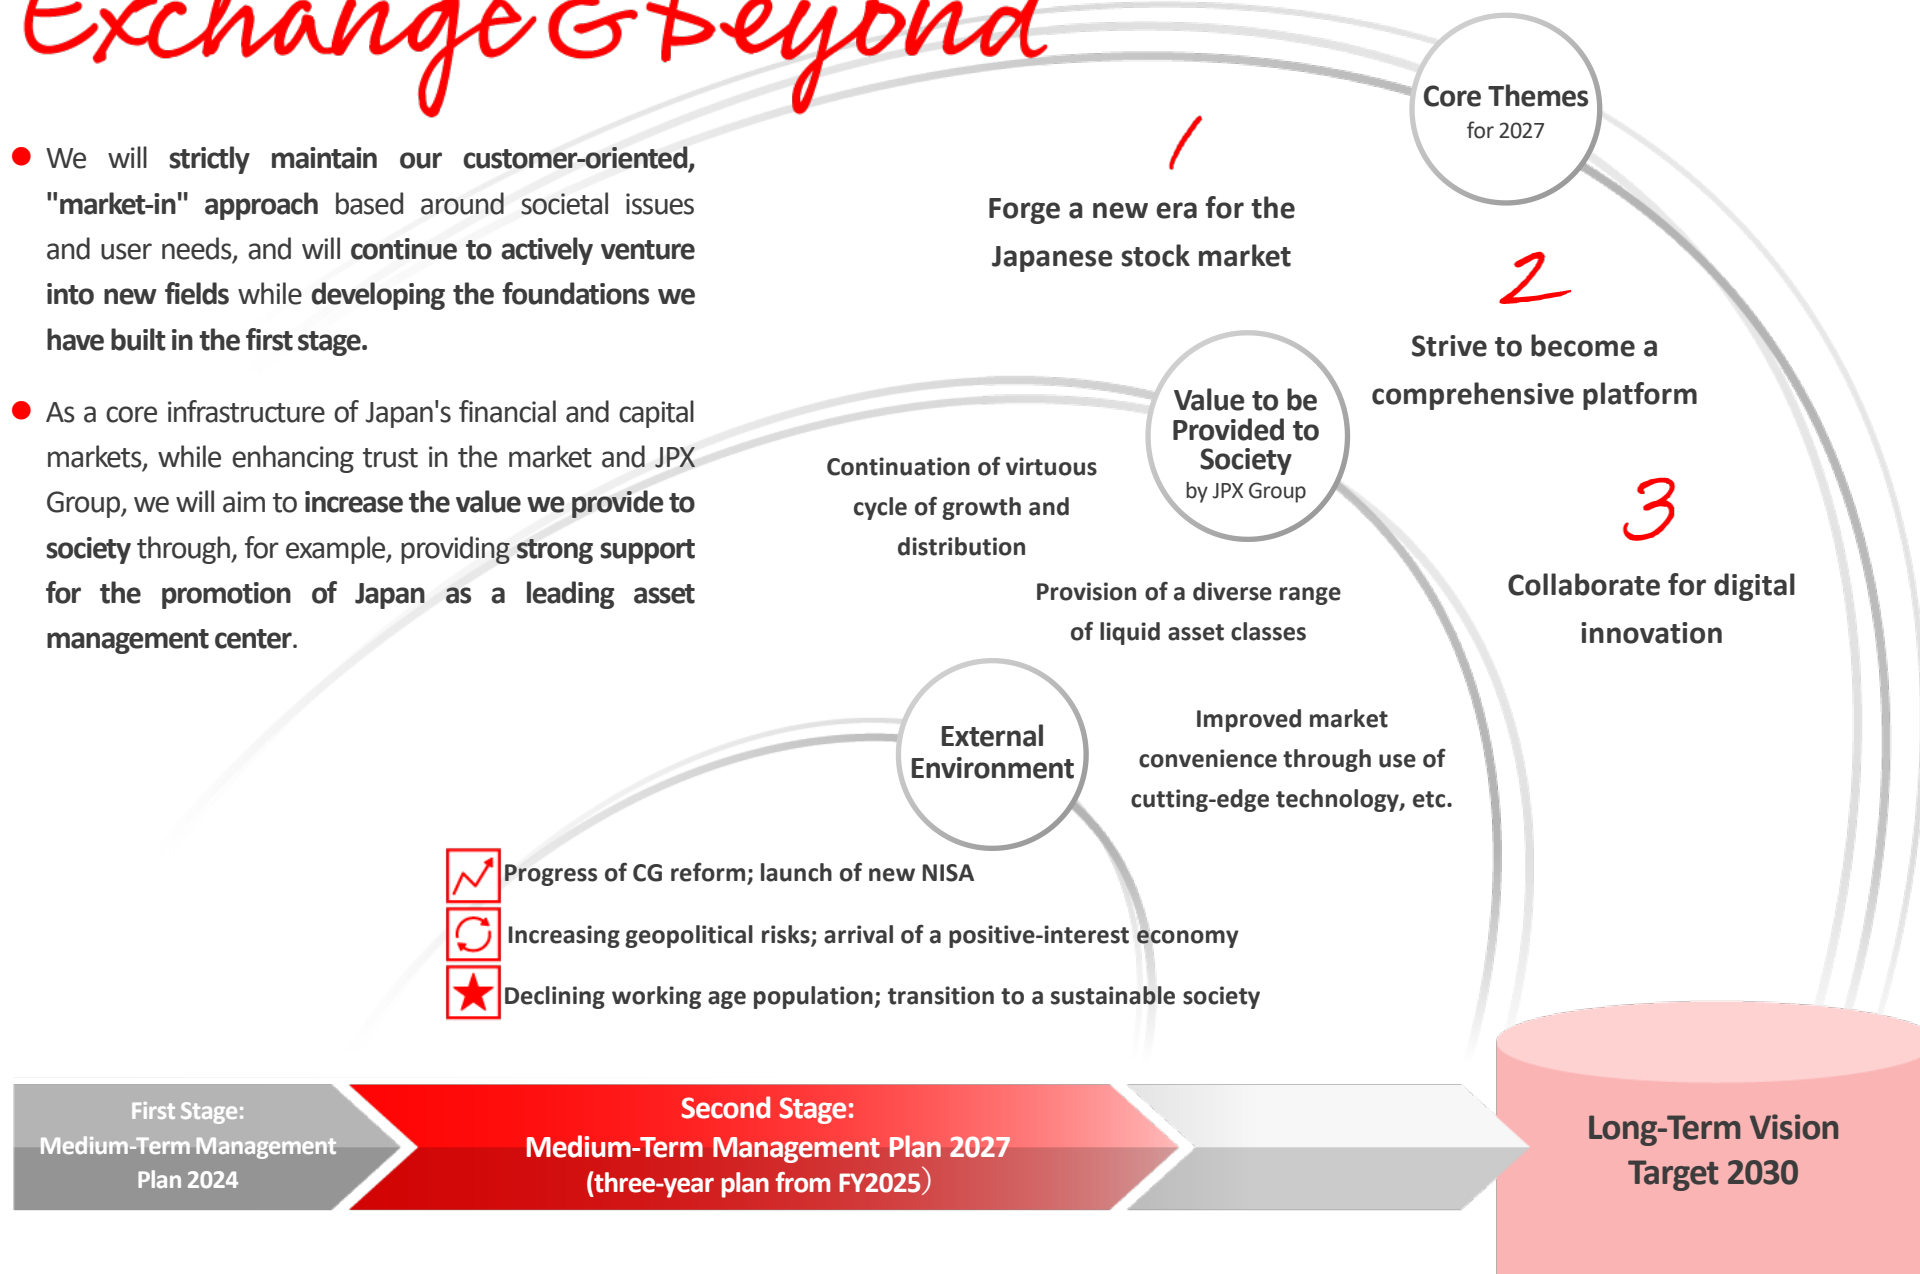 Exchange & Beyond
● We will strictly maintain our customer-oriented,
"market-in" approach based around societal issues
and user needs, and will continue to actively venture
into new fields while developing the foundations we
have built in the first stage.
● As a core infrastructure of Japan's financial and capital
markets, while enhancing trust in the market and JPX
Group, we will aim to increase the value we provide to
society through, for example, providing strong support
for the promotion of Japan as a leading asset
management center.
Core Themes
for 2027
1
Forge a new era for the
Japanese stock market
2
Strive to become a
comprehensive platform
3
Collaborate for digital
innovation
Value to be
Provided to
Society
by JPX Group
Continuation of virtuous
cycle of growth and
distribution
Provision of a diverse range
of liquid asset classes
Improved market
convenience through use of
cutting-edge technology, etc.
External
Environment
Progress of CG reform; launch of new NISA
Increasing geopolitical risks; arrival of a positive-interest economy
Declining working age population; transition to a sustainable society
First Stage:
Medium-Term Management
Plan 2024
Second Stage:
Medium-Term Management Plan 2027
(three-year plan from FY2025）
Long-Term Vision
Target 2030